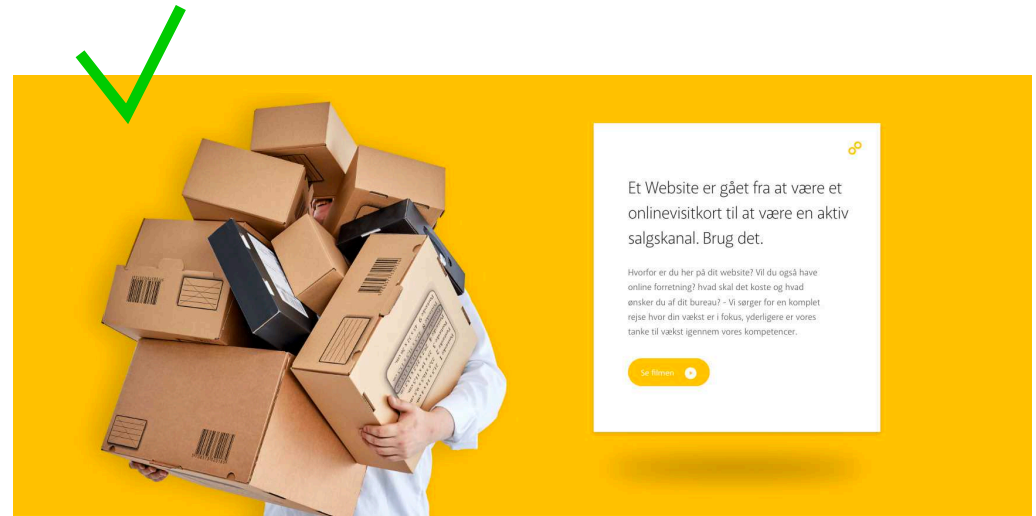 Et Website er gået fra at være et
onlinevisitkort til at være en aktiv
salgskanal. Brug det.
Hvorfor er du her på dit website? Vil du også have
online forretning? hvad skal det koste og hvad
ønsker du af dit bureau? - Vi sørger for en komplet
rejse hvor din vækst er i fokus, yderligere er vores
tanke til vækst igennem vores kompetencer.
Se filmen